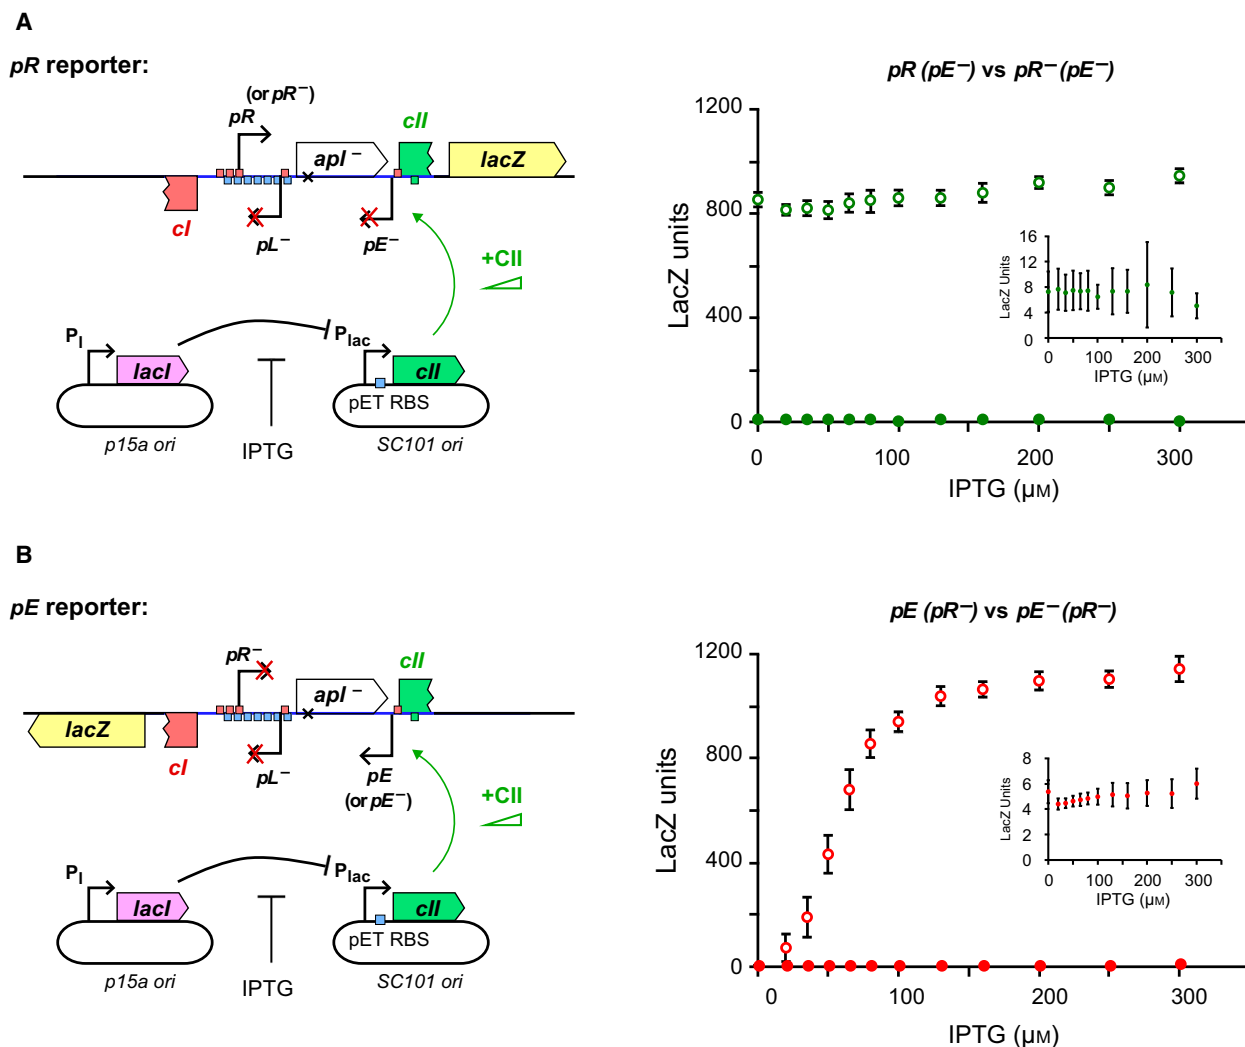 A
pR reporter:
(or pR⁻)
pR
apI⁻
cII
lacZ
cI
pL⁻
pE⁻
+CII
PI
lacI
Plac
cII
pET RBS
p15a ori
IPTG
SC101 ori
pR (pE⁻) vs pR⁻ (pE⁻)
LacZ units
1200
800
400
0
0 100 200 300
IPTG (μM)
LacZ Units
16
12
8
4
0
0 100 200 300
IPTG (μM)
B
pE reporter:
pR⁻
apI⁻
cII
lacZ
cI
pL⁻
pE
(or pE⁻)
+CII
PI
lacI
Plac
cII
pET RBS
p15a ori
IPTG
SC101 ori
pE (pR⁻) vs pE⁻ (pR⁻)
LacZ units
1200
800
400
0
0 100 200 300
IPTG (μM)
LacZ Units
8
6
4
2
0
0 100 200 300
IPTG (μM)